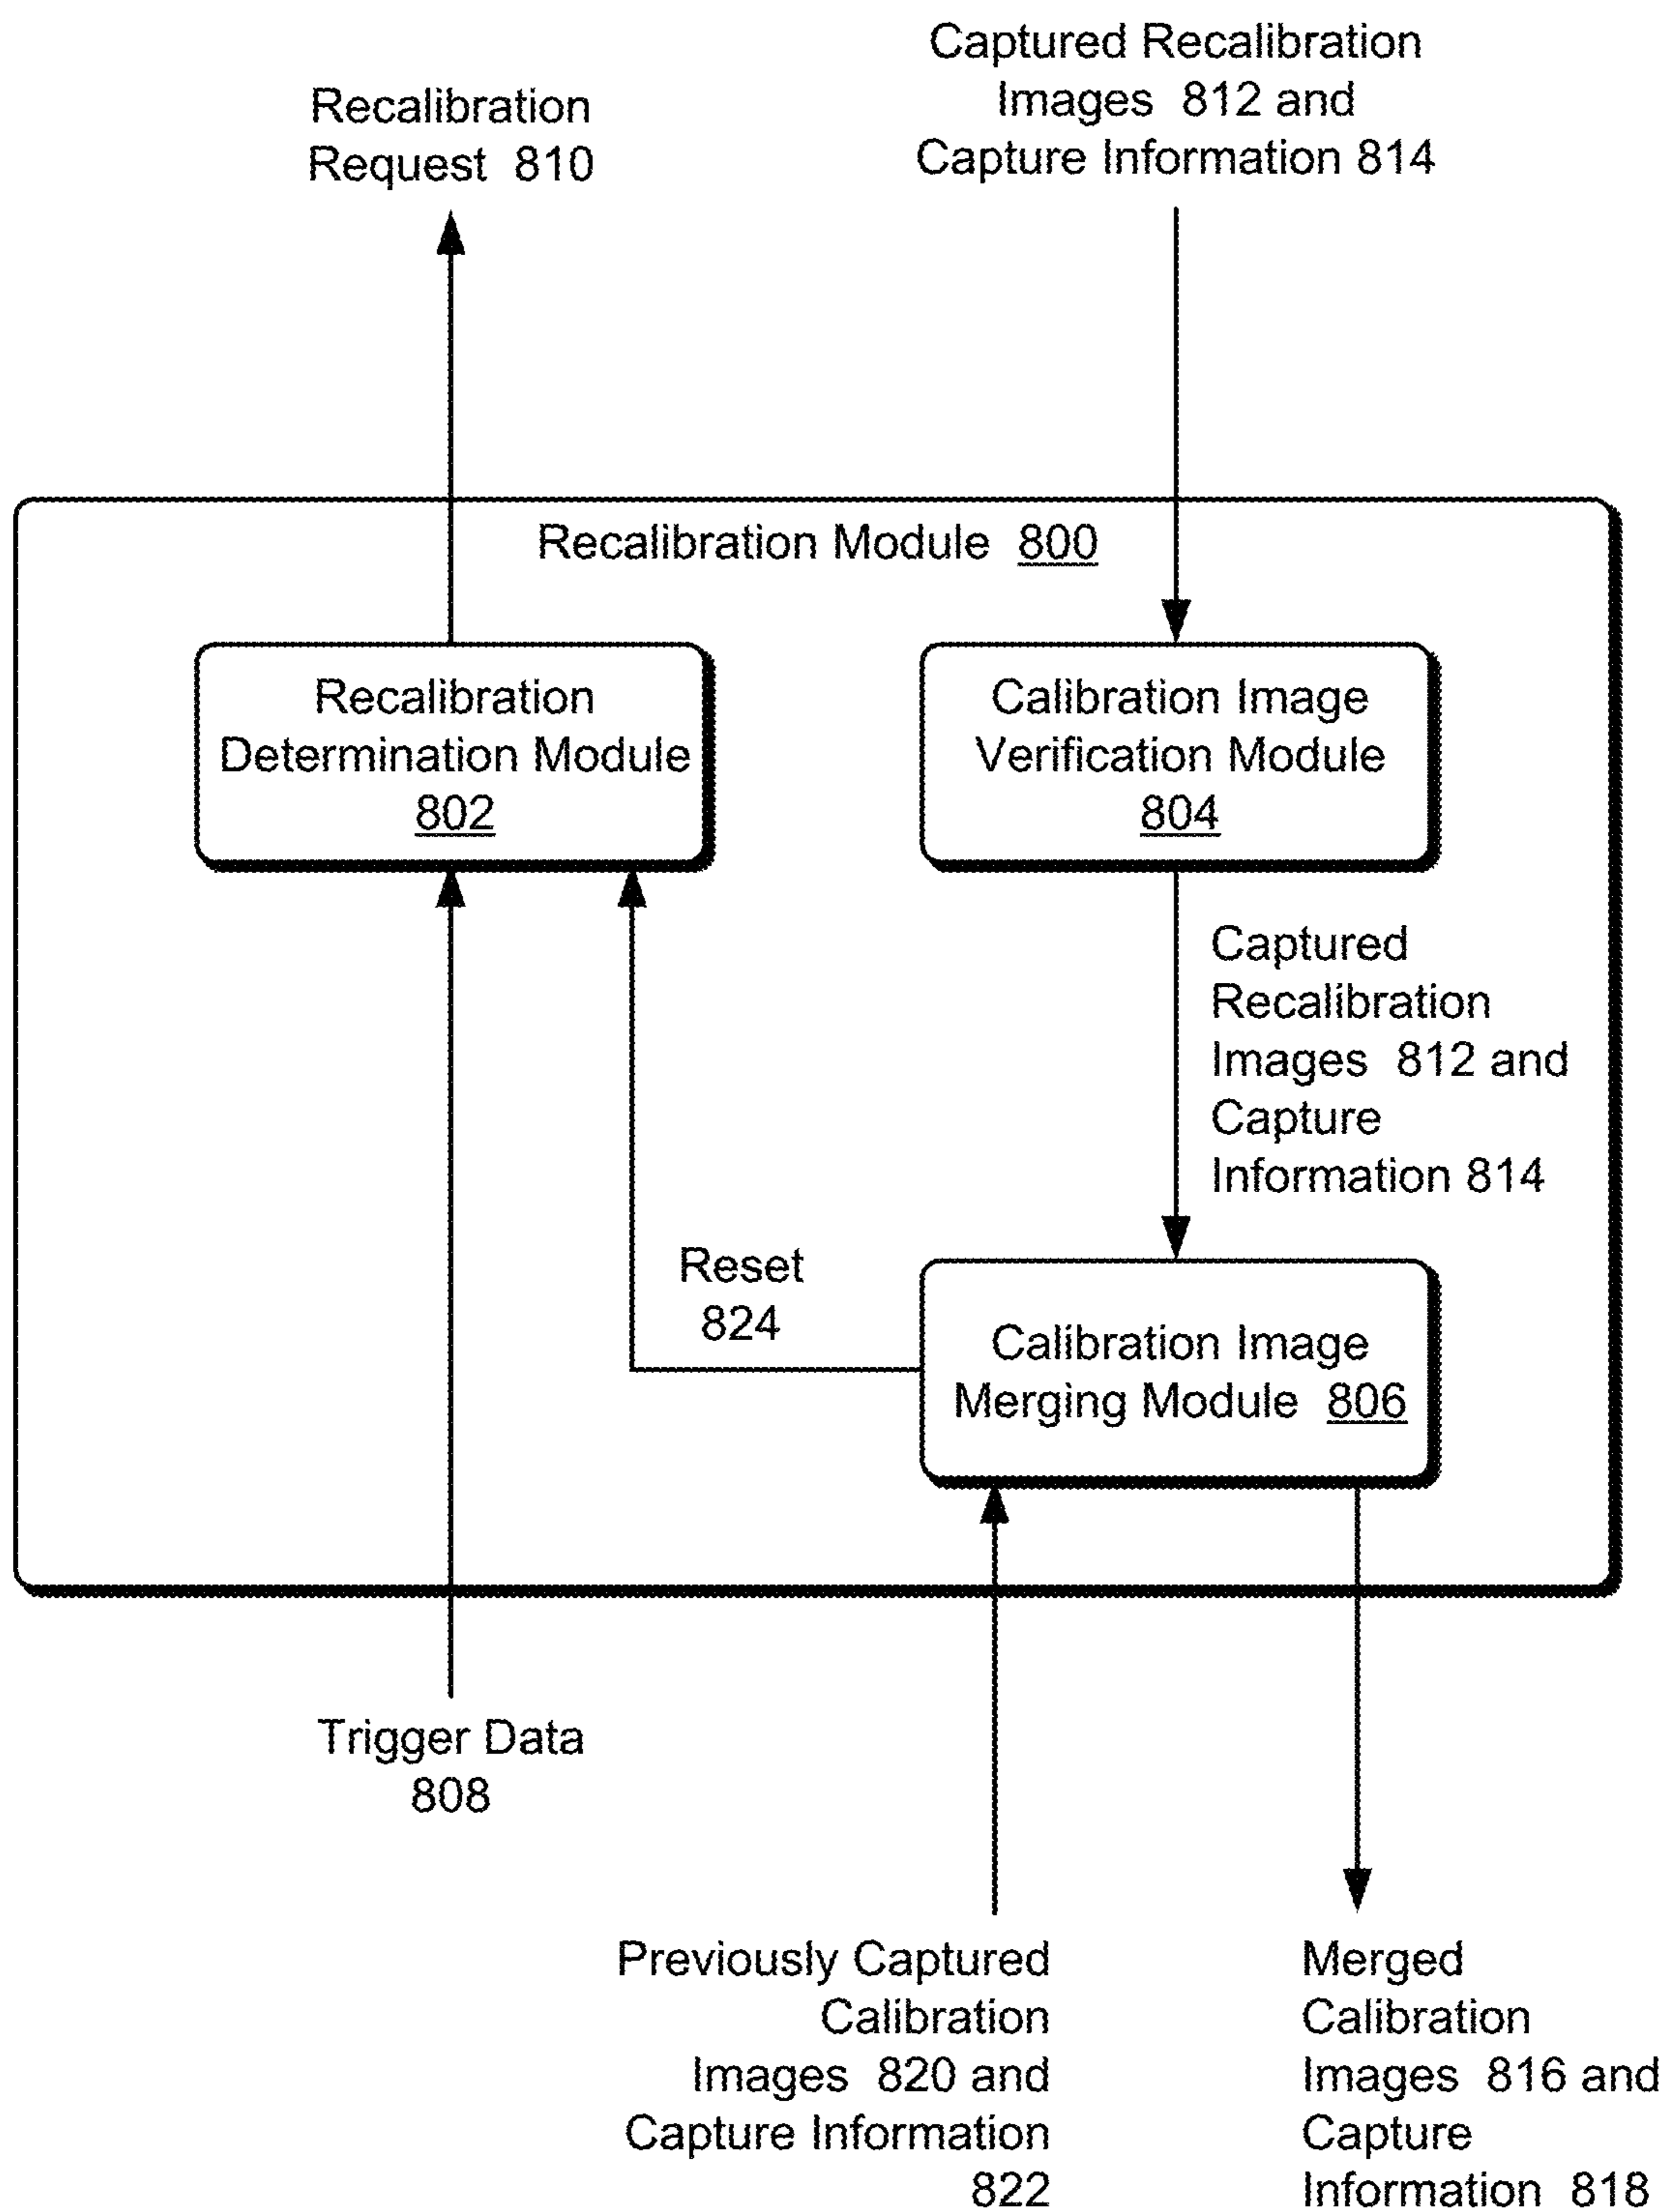 Recalibration
Request 810
Captured Recalibration
Images 812 and
Capture Information 814
Recalibration Module 800
Recalibration
Determination Module
802
Calibration Image
Verification Module
804
Captured
Recalibration
Images 812 and
Capture
Information 814
Reset
824
Calibration Image
Merging Module 806
Trigger Data
808
Previously Captured
Calibration
Images 820 and
Capture Information
822
Merged
Calibration
Images 816 and
Capture
Information 818